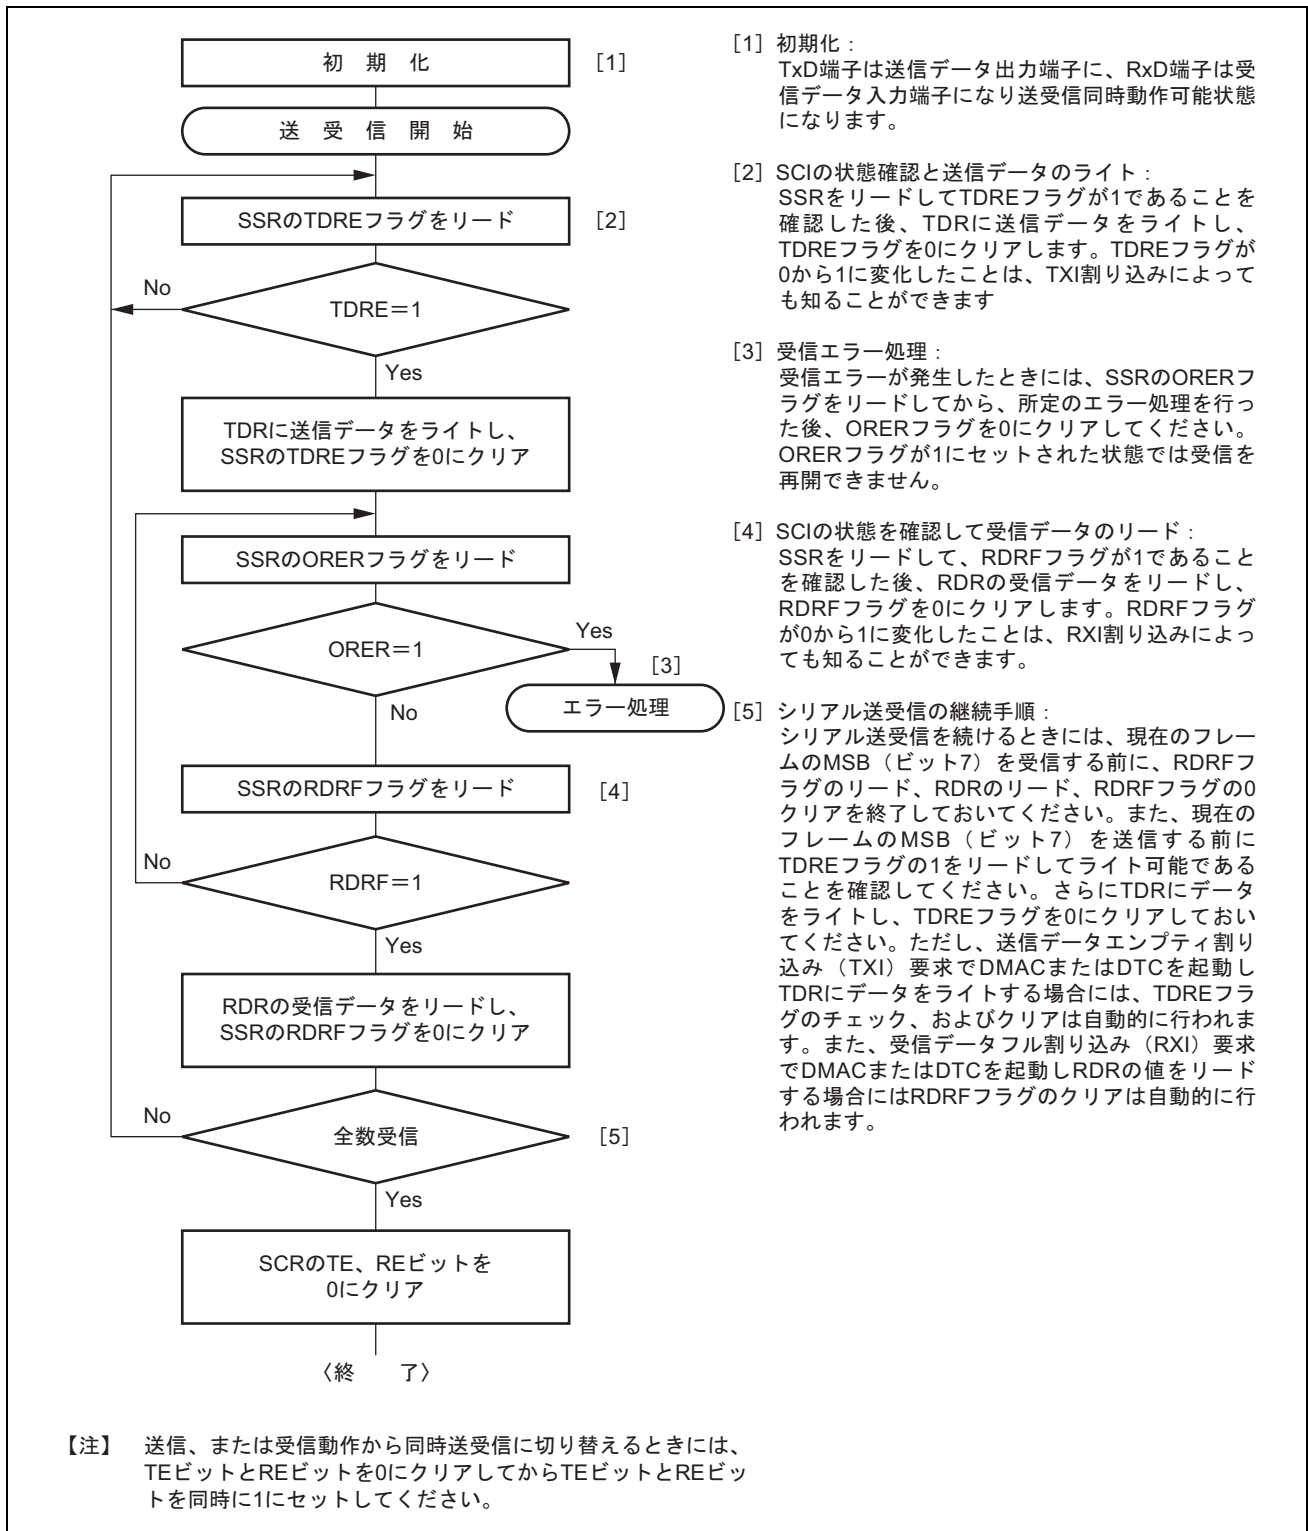 初 期 化 [1]
送 受 信 開 始
SSRのTDREフラグをリード [2]
No
TDRE＝1
Yes
TDRに送信データをライトし、
SSRのTDREフラグを0にクリア
SSRのORERフラグをリード
Yes
ORER＝1
[3]
エラー処理
No
SSRのRDRFフラグをリード [4]
No
RDRF＝1
Yes
RDRの受信データをリードし、
SSRのRDRFフラグを0にクリア
No
全数受信 [5]
Yes
SCRのTE、REビットを
0にクリア
〈終 了〉
[1] 初期化：
TxD端子は送信データ出力端子に、RxD端子は受
信データ入力端子になり送受信同時動作可能状態
になります。
[2] SCIの状態確認と送信データのライト：
SSRをリードしてTDREフラグが1であることを
確認した後、TDRに送信データをライトし、
TDREフラグを0にクリアします。TDREフラグが
0から1に変化したことは、TXI割り込みによって
も知ることができます
[3] 受信エラー処理：
受信エラーが発生したときには、SSRのORERフ
ラグをリードしてから、所定のエラー処理を行っ
た後、ORERフラグを0にクリアしてください。
ORERフラグが1にセットされた状態では受信を
再開できません。
[4] SCIの状態を確認して受信データのリード：
SSRをリードして、RDRFフラグが1であること
を確認した後、RDRの受信データをリードし、
RDRFフラグを0にクリアします。RDRFフラグ
が0から1に変化したことは、RXI割り込みによっ
ても知ることができます。
[5] シリアル送受信の継続手順：
シリアル送受信を続けるときには、現在のフレー
ムのMSB（ビット7）を受信する前に、RDRFフ
ラグのリード、RDRのリード、RDRFフラグの0
クリアを終了しておいてください。また、現在の
フレームのMSB（ビット7）を送信する前に
TDREフラグの1をリードしてライト可能である
ことを確認してください。さらにTDRにデータ
をライトし、TDREフラグを0にクリアしておい
てください。ただし、送信データエンプティ割り
込み（TXI）要求でDMACまたはDTCを起動し
TDRにデータをライトする場合には、TDREフラ
グのチェック、およびクリアは自動的に行われま
す。また、受信データフル割り込み（RXI）要求
でDMACまたはDTCを起動しRDRの値をリード
する場合にはRDRFフラグのクリアは自動的に行
われます。
【注】 送信、または受信動作から同時送受信に切り替えるときには、
TEビットとREビットを0にクリアしてからTEビットとREビッ
トを同時に1にセットしてください。